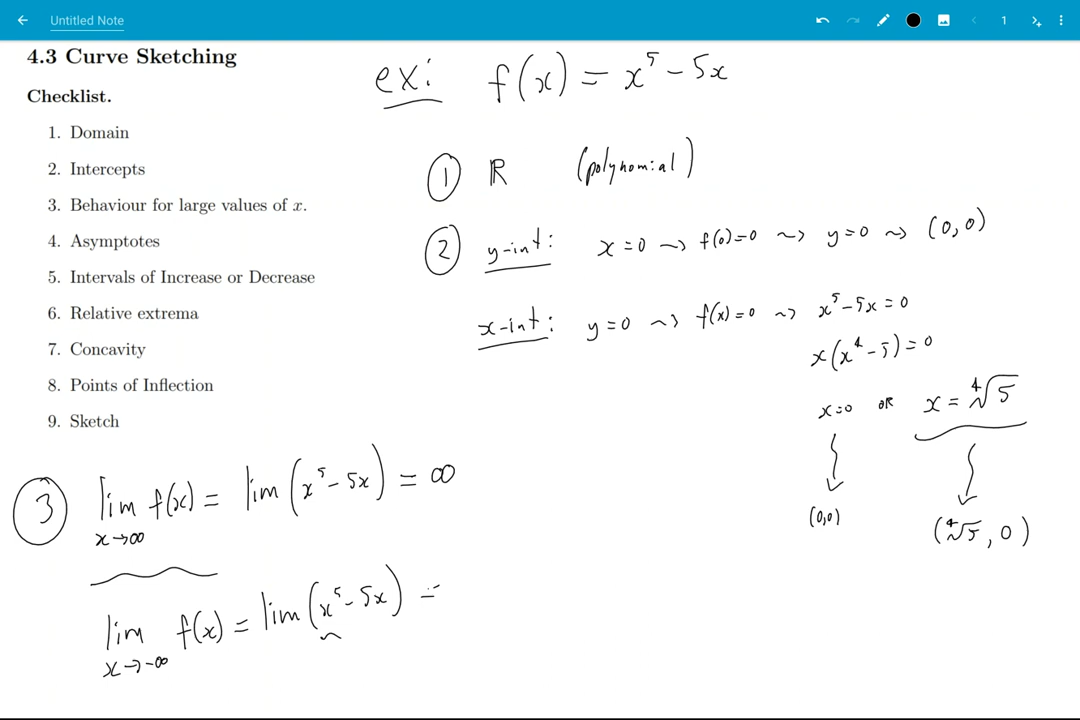 Untitled Note
1
4.3 Curve Sketching
Checklist.
1. Domain
2. Intercepts
3. Behaviour for large values of x.
4. Asymptotes
5. Intervals of Increase or Decrease
6. Relative extrema
7. Concavity
8. Points of Inflection
9. Sketch
ex: f(x) = x⁵ - 5x
① ℝ (polynomial)
② y-int: x=0 ⇝ f(0)=0 ⇝ y=0 ⇝ (0,0)
x-int: y=0 ⇝ f(x)=0 ⇝ x⁵-5x=0
x(x⁴-5)=0
x=0 OR x=∜5
(0,0) (∜5, 0)
③ lim x→∞ f(x) = lim (x⁵-5x) = ∞
lim x→-∞ f(x) = lim (x⁵-5x) =